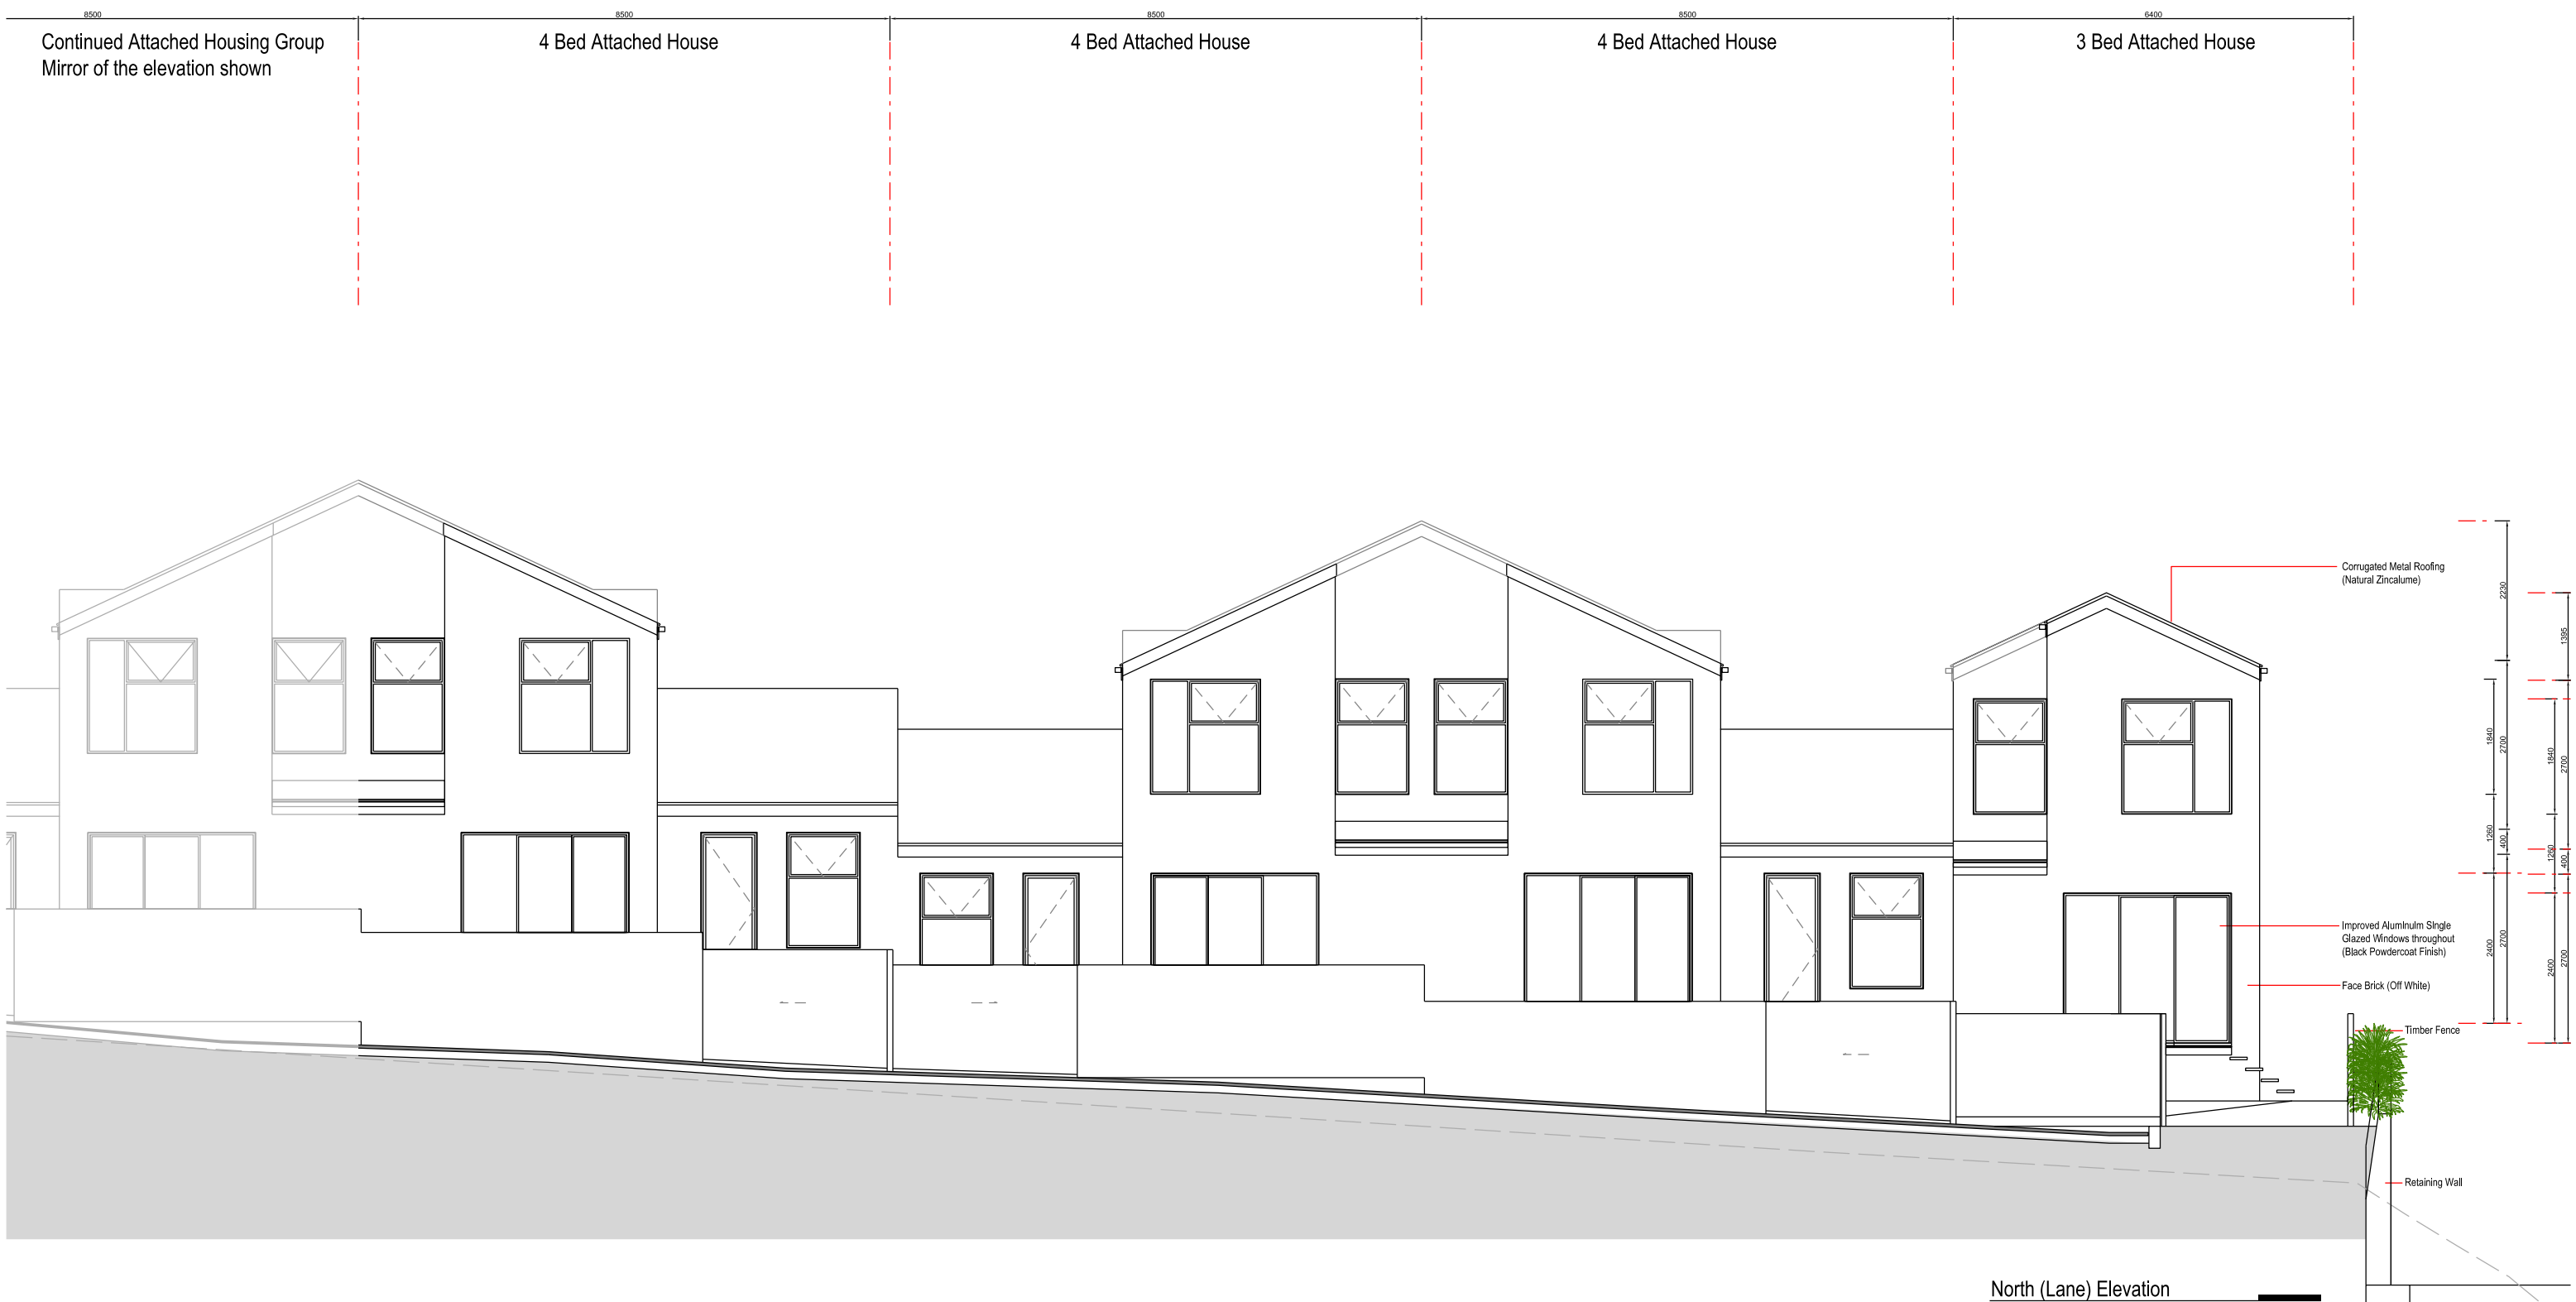 8500
8500
8500
8500
6400
Continued Attached Housing Group
Mirror of the elevation shown
4 Bed Attached House
4 Bed Attached House
4 Bed Attached House
3 Bed Attached House
Corrugated Metal Roofing
(Natural Zincalume)
2230
1395
1840
2700
1840
2700
1260
400
1260
400
2400
2700
2400
2700
Improved Aluminulm Single
Glazed Windows throughout
(Black Powdercoat Finish)
Face Brick (Off White)
Timber Fence
Retaining Wall
North (Lane) Elevation